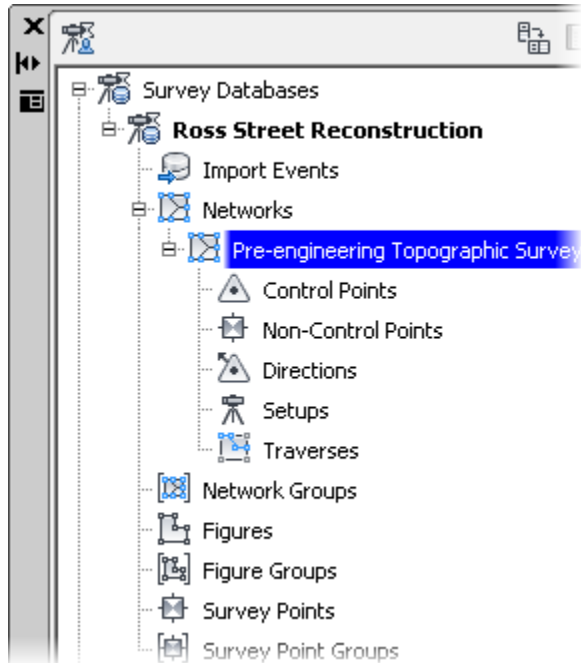 Survey Databases
Ross Street Reconstruction
Import Events
Networks
Pre-engineering Topographic Survey
Control Points
Non-Control Points
Directions
Setups
Traverses
Network Groups
Figures
Figure Groups
Survey Points
Survey Point Groups